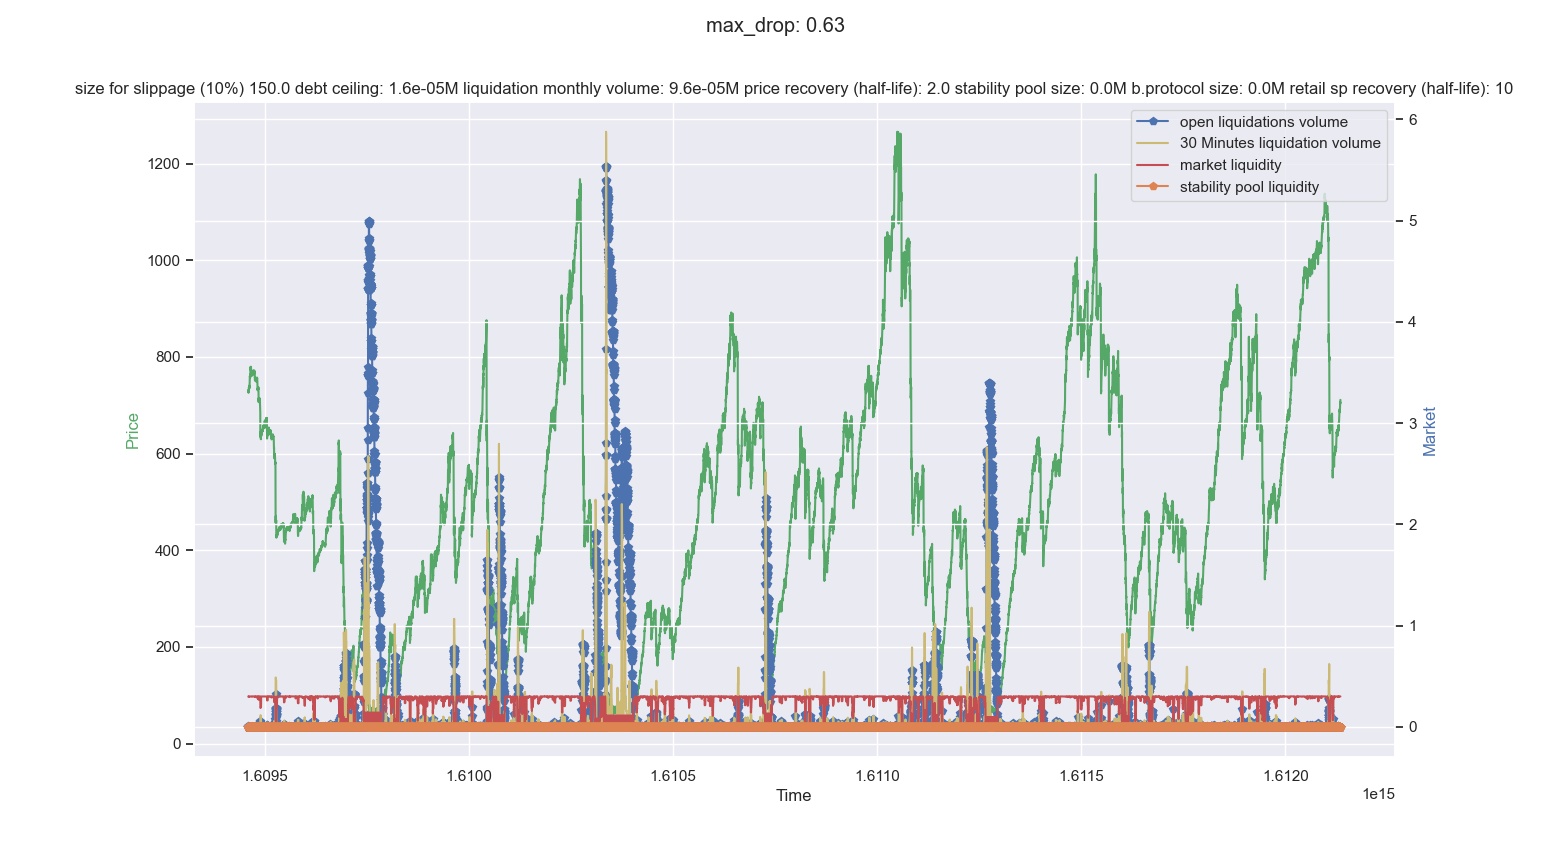 max_drop: 0.63
size for slippage (10%) 150.0 debt ceiling: 1.6e-05M liquidation monthly volume: 9.6e-05M price recovery (half-life): 2.0 stability pool size: 0.0M b.protocol size: 0.0M retail sp recovery (half-life): 10
open liquidations volume
30 Minutes liquidation volume
market liquidity
stability pool liquidity
Price
1200
1000
800
600
400
200
0
Market
6
5
4
3
2
1
0
1.6095 1.6100 1.6105 1.6110 1.6115 1.6120
Time
1e15